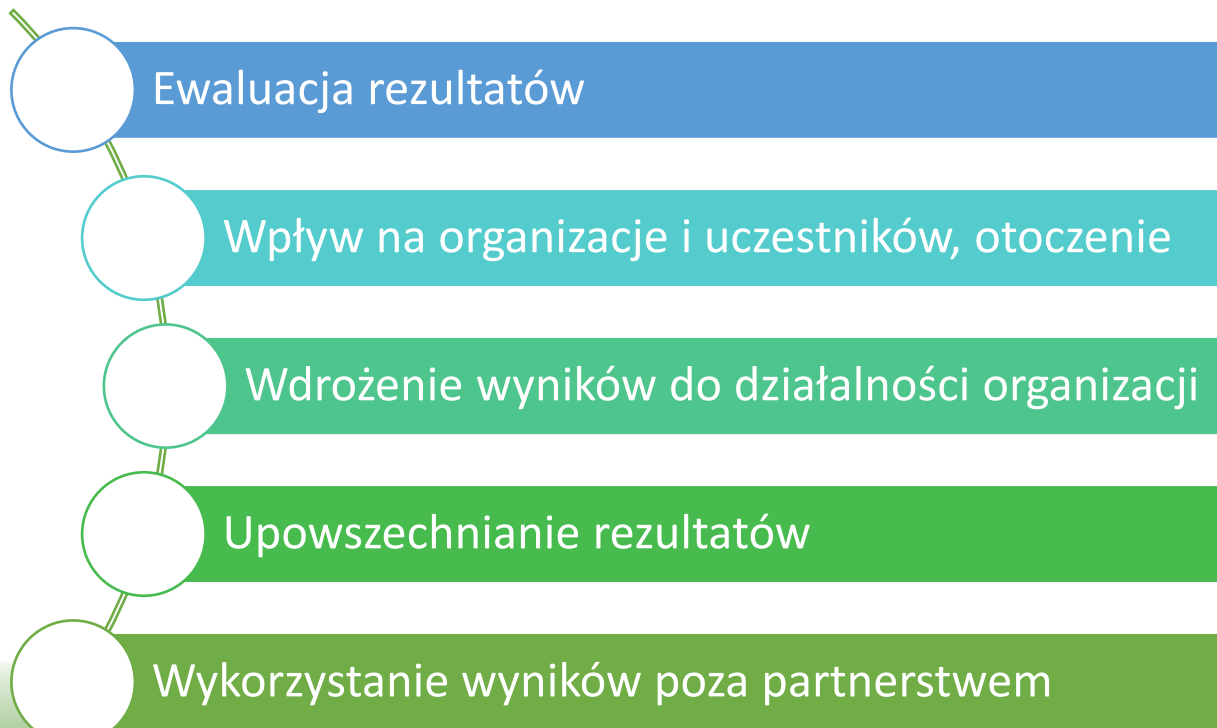 Ewaluacja rezultatów
Wpływ na organizacje i uczestników, otoczenie
Wdrożenie wyników do działalności organizacji
Upowszechnianie rezultatów
Wykorzystanie wyników poza partnerstwem